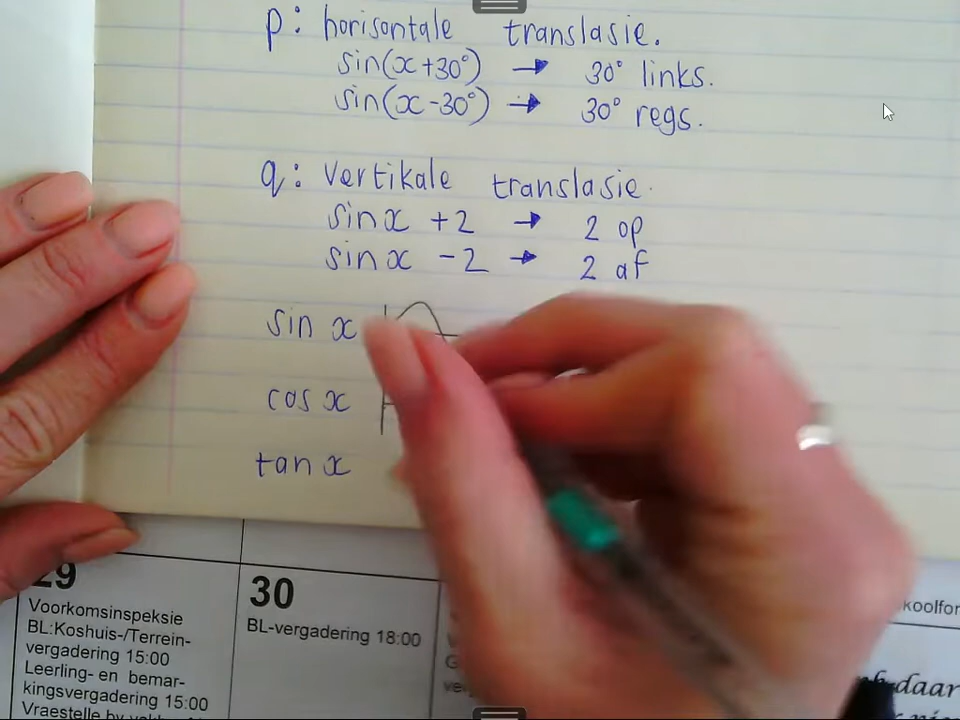 p: horisontale translasie.
sin(x+30°) → 30° links.
sin(x-30°) → 30° regs.
q: vertikale translasie.
sin x +2 → 2 op
sin x -2 → 2 af
sin x
cos x
tan x
29
Voorkomsinspeksie
BL:Koshuis-/Terrein-
vergadering 15:00
Leerling- en bemar-
kingsvergadering 15:00
30
BL-vergadering 18:00